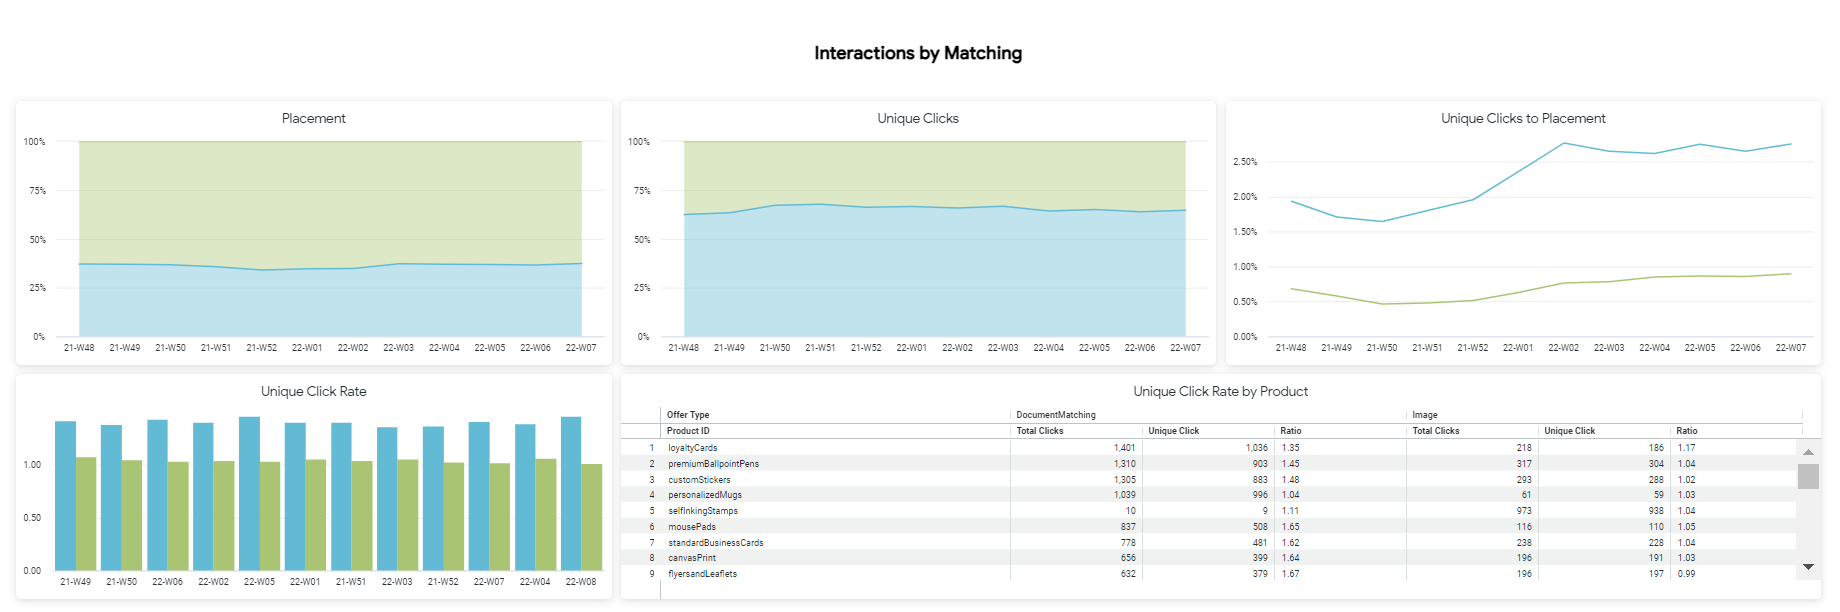 Interactions by Matching
Placement
100%
75%
50%
25%
0%
21-W48 21-W49 21-W50 21-W51 21-W52 22-W01 22-W02 22-W03 22-W04 22-W05 22-W06 22-W07
Unique Clicks
100%
75%
50%
25%
0%
21-W48 21-W49 21-W50 21-W51 21-W52 22-W01 22-W02 22-W03 22-W04 22-W05 22-W06 22-W07
Unique Clicks to Placement
2.50%
2.00%
1.50%
1.00%
0.50%
0.00%
21-W48 21-W49 21-W50 21-W51 21-W52 22-W01 22-W02 22-W03 22-W04 22-W05 22-W06 22-W07
Unique Click Rate
1.00
0.50
0.00
21-W49 21-W50 22-W06 22-W02 22-W05 22-W01 21-W51 22-W03 21-W52 22-W07 22-W04 22-W08
Unique Click Rate by Product
Offer Type DocumentMatching Image
Product ID Total Clicks Unique Click Ratio Total Clicks Unique Click Ratio
1 loyaltyCards 1,401 1,036 1.35 218 186 1.17
2 premiumBallpointPens 1,310 903 1.45 317 304 1.04
3 customStickers 1,305 883 1.48 293 288 1.02
4 personalizedMugs 1,039 996 1.04 61 59 1.03
5 selfInkingStamps 10 9 1.11 973 938 1.04
6 mousePads 837 508 1.65 116 110 1.05
7 standardBusinessCards 778 481 1.62 238 228 1.04
8 canvasPrint 656 399 1.64 196 191 1.03
9 flyersandLeaflets 632 379 1.67 196 197 0.99